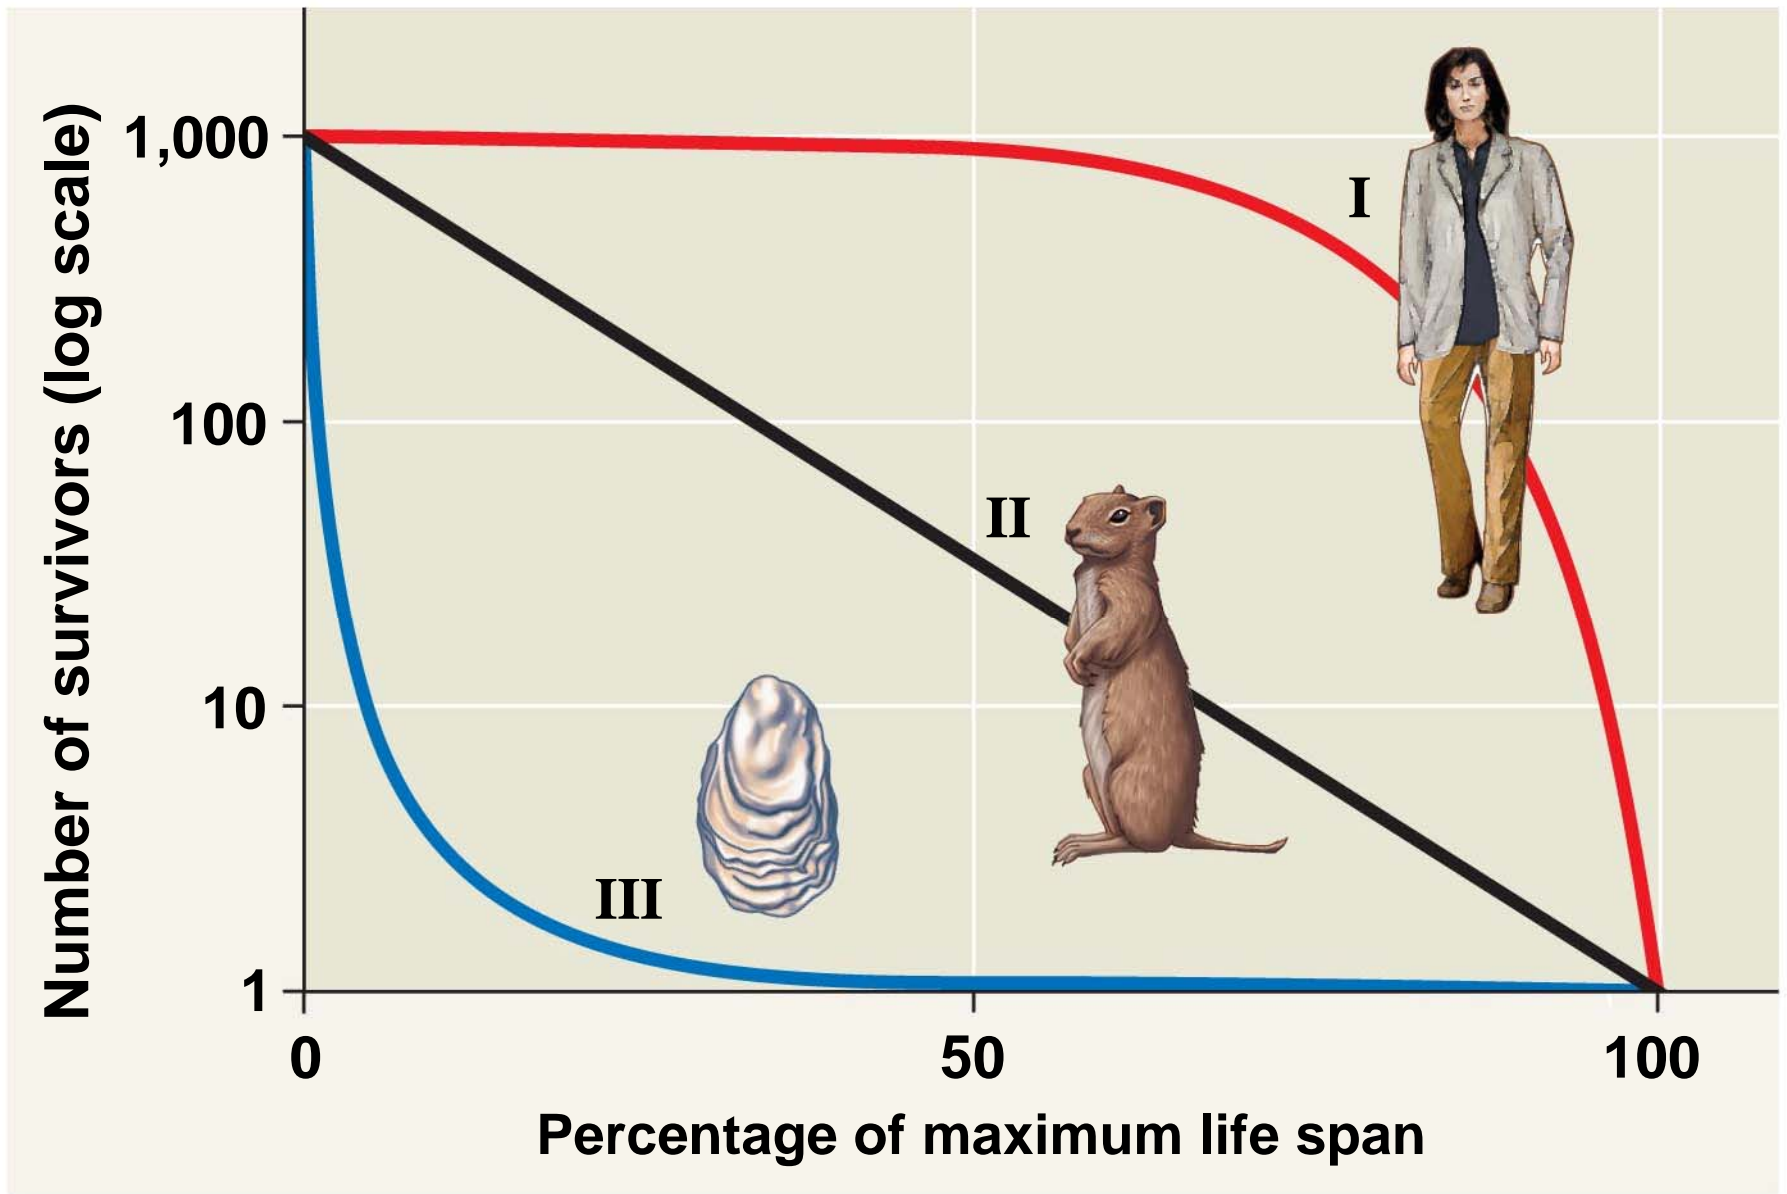 Number of survivors (log scale)
1,000
100
10
1
I
II
III
0
50
100
Percentage of maximum life span